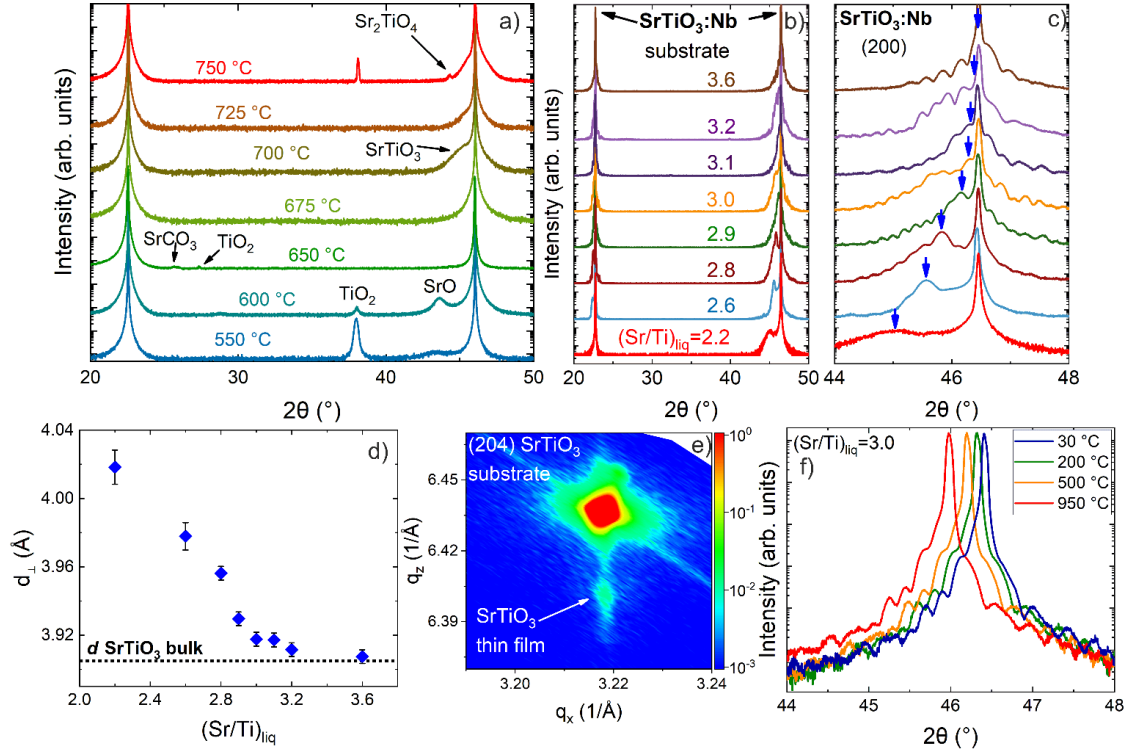 a)
Sr₂TiO₄
750 °C
725 °C
700 °C
SrTiO₃
675 °C
SrCO₃
TiO₂
650 °C
TiO₂
SrO
600 °C
550 °C
20 30 40 50
2θ (°)
Intensity (arb. units)
SrTiO₃:Nb
b)
substrate
3.6
3.2
3.1
3.0
2.9
2.8
2.6
(Sr/Ti)liq=2.2
20 30 40 50
2θ (°)
Intensity (arb. units)
SrTiO₃:Nb
c)
(200)
44 46 48
2θ (°)
d)
4.04
4.00
3.96
3.92
d⊥ (Å)
d SrTiO₃ bulk
2.0 2.4 2.8 3.2 3.6
(Sr/Ti)liq
(204) SrTiO₃
substrate
e)
6.45
6.42
6.39
qz (1/Å)
SrTiO₃
thin film
10⁰
10⁻¹
10⁻²
10⁻³
3.20 3.22 3.24
qx (1/Å)
(Sr/Ti)liq=3.0
f)
30 °C
200 °C
500 °C
950 °C
Intensity (arb. units)
44 45 46 47 48
2θ (°)